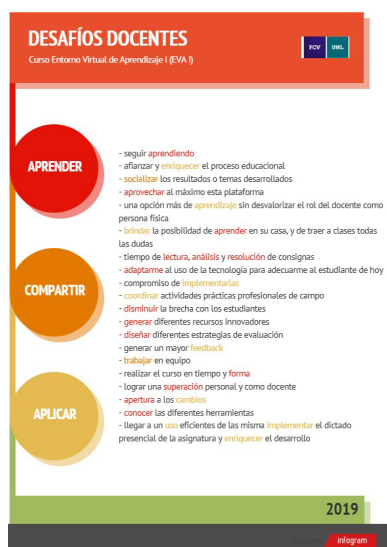 DESAFÍOS DOCENTES
Curso Entorno Virtual de Aprendizaje I (EVA I)
FCV UNL
APRENDER
COMPARTIR
APLICAR
- seguir aprendiendo
- afianzar y enriquecer el proceso educacional
- socializar los resultados o temas desarrollados
- aprovechar al máximo esta plataforma
- una opción más de aprendizaje sin desvalorizar el rol del docente como
persona física
- brindar la posibilidad de aprender en su casa, y de traer a clases todas
las dudas
- tiempo de lectura, análisis y resolución de consignas
- adaptarme al uso de la tecnología para adecuarme al estudiante de hoy
- compromiso de implementarlas
- coordinar actividades prácticas profesionales de campo
- disminuir la brecha con los estudiantes
- generar diferentes recursos innovadores
- diseñar diferentes estrategias de evaluación
- generar un mayor feedback
- trabajar en equipo
- realizar el curso en tiempo y forma
- lograr una superación personal y como docente
- apertura a los cambios
- conocer las diferentes herramientas
- llegar a un uso eficientes de las misma implementar el dictado
presencial de la asignatura y enriquecer el desarrollo
2019
infogram